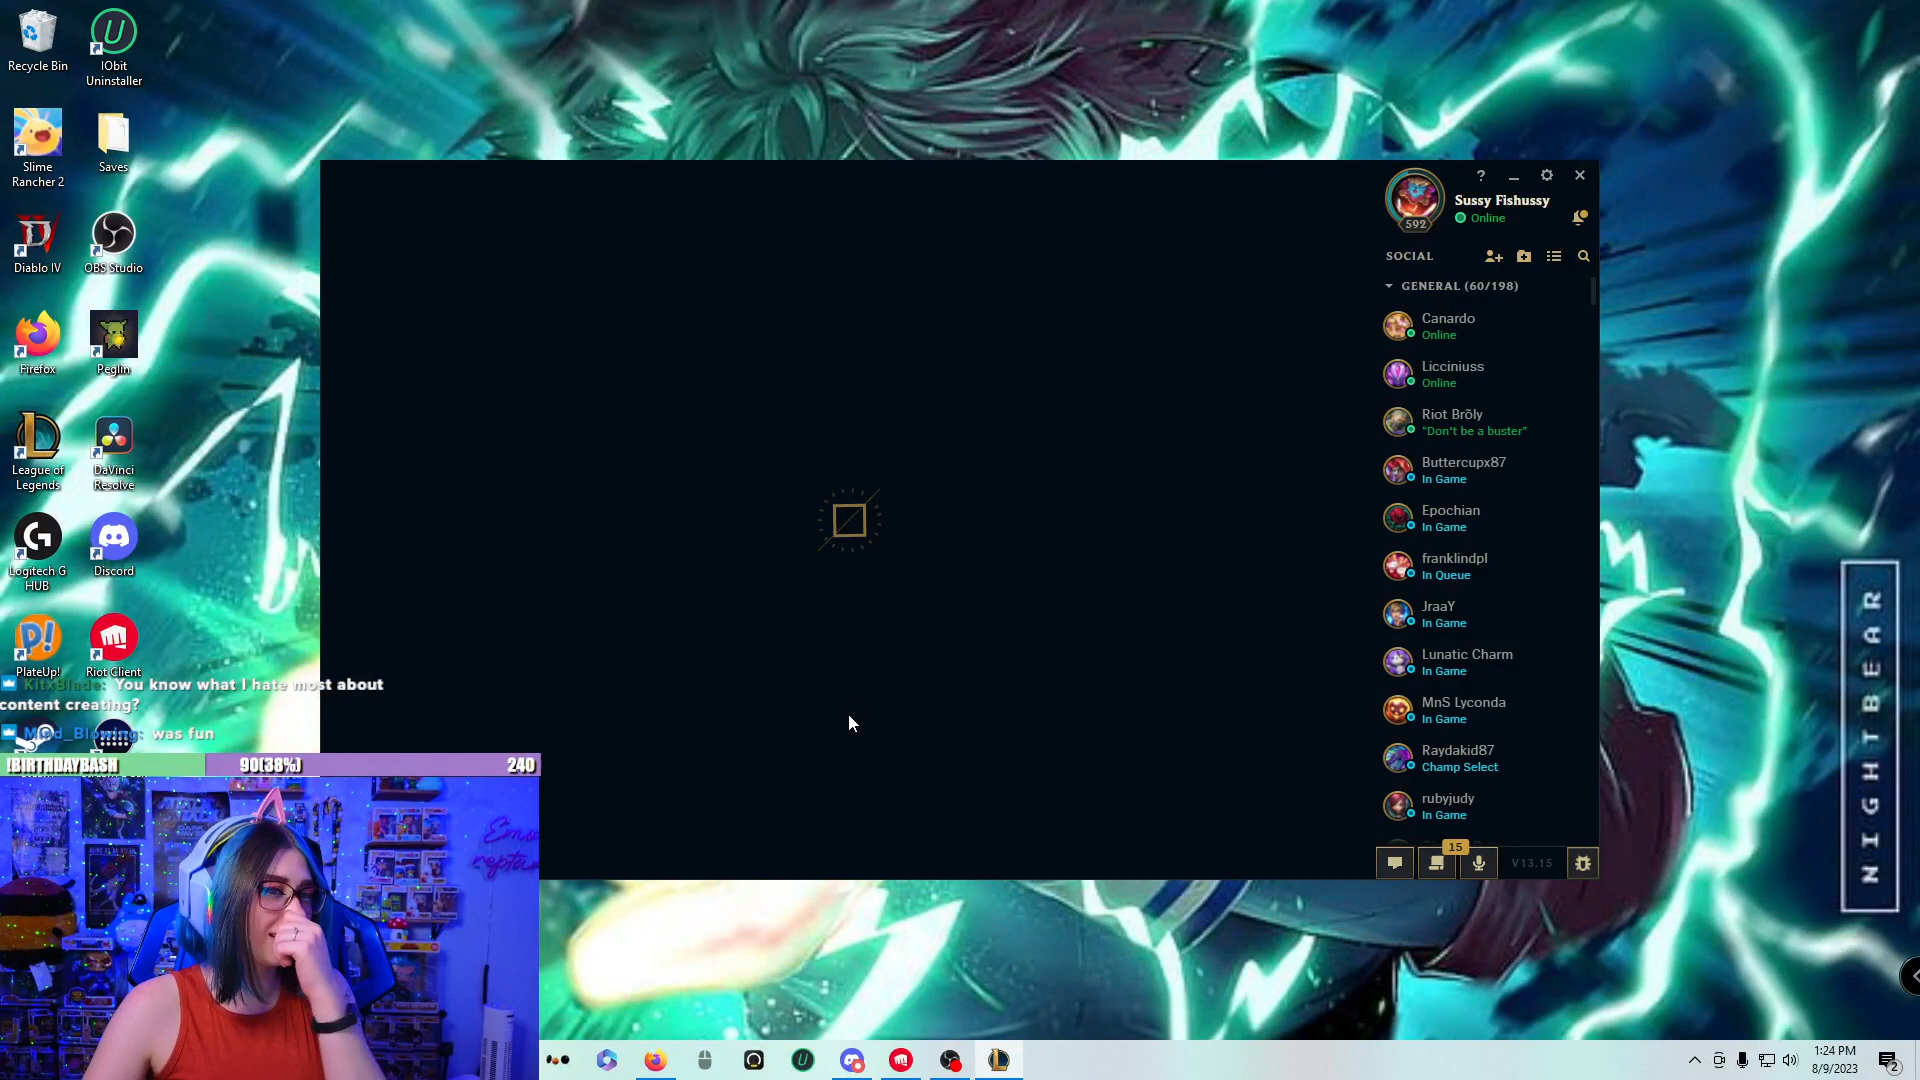 Recycle Bin
IObit
Uninstaller
Slime
Rancher 2
Saves
Diablo IV
OBS Studio
Firefox
Peglin
League of
Legends
DaVinci
Resolve
Logitech G
HUB
Discord
PlateUp!
Riot Client
KitxBlade: You know what I hate most about
content creating?
Mind_Blowing: was fun
!BIRTHDAYBASH 90(38%) 240
592
Sussy Fishussy
Online
SOCIAL
GENERAL (60/198)
Canardo
Online
Licciniuss
Online
Riot Brõly
“Don't be a buster”
Buttercupx87
In Game
Epochian
In Game
franklindpl
In Queue
JraaY
In Game
Lunatic Charm
In Game
MnS Lyconda
In Game
Raydakid87
Champ Select
rubyjudy
In Game
15
V13.15
NIGHTBEAR
Emo
1:24 PM
8/9/2023
2